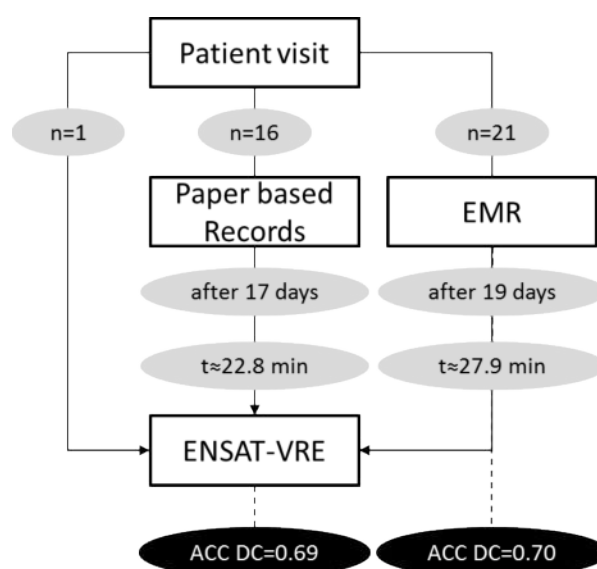 Patient visit
n=1
n=16
n=21
Paper based
Records
EMR
after 17 days
after 19 days
t≈22.8 min
t≈27.9 min
ENSAT-VRE
ACC DC=0.69
ACC DC=0.70